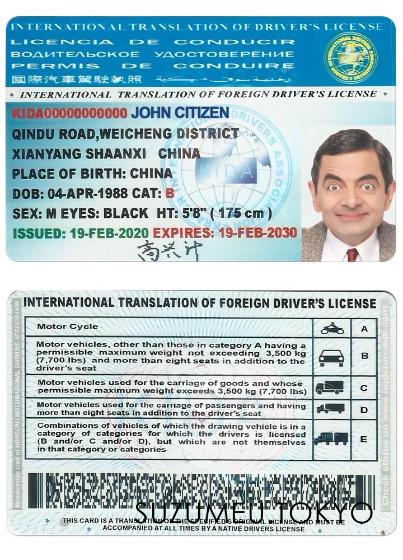 INTERNATIONAL TRANSLATION OF DRIVER'S LICENSE
LICENCIA DE CONDUCIR
ВОДИТЕЛЬСКОЕ УДОСТОВЕРЕНИЕ
PERMIS DE CONDUIRE
國際汽車駕駛執照
INTERNATIONAL TRANSLATION OF FOREIGN DRIVER'S LICENSE
KIDA00000000000 JOHN CITIZEN
QINDU ROAD,WEICHENG DISTRICT
XIANYANG SHAANXI CHINA
PLACE OF BIRTH: CHINA
DOB: 04-APR-1988 CAT: B
SEX: M EYES: BLACK HT: 5'8" ( 175 cm )
ISSUED: 19-FEB-2020 EXPIRES: 19-FEB-2030
INTERNATIONAL TRANSLATION OF FOREIGN DRIVER'S LICENSE
Motor Cycle A
Motor vehicles, other than those in category A having a
permissible maximum weight not exceeding 3,500 kg
(7,700 lbs) and more than eight seats in addition to the
driver's seat B
Motor vehicles used for the carriage of goods and whose
permissible maximum weight exceeds 3,500 kg (7,700 lbs) C
Motor vehicles used for the carriage of passengers and having
more than eight seats in addition to driver's seat D
Combinations of vehicles of which the drawing vehicle is in a
category of categories for which the driveris is licensed
(B and/or C and/or D), but which are not themselves
in that category or categories E
SUZUME-J.TOKYO
THIS CARD IS A TRANSLATION OF THE SPECIFIED ORIGINAL LICENSE AND MUST BE
ACCOMPANIED AT ALL TIMES BY A NATIVE DRIVERS LICENSE